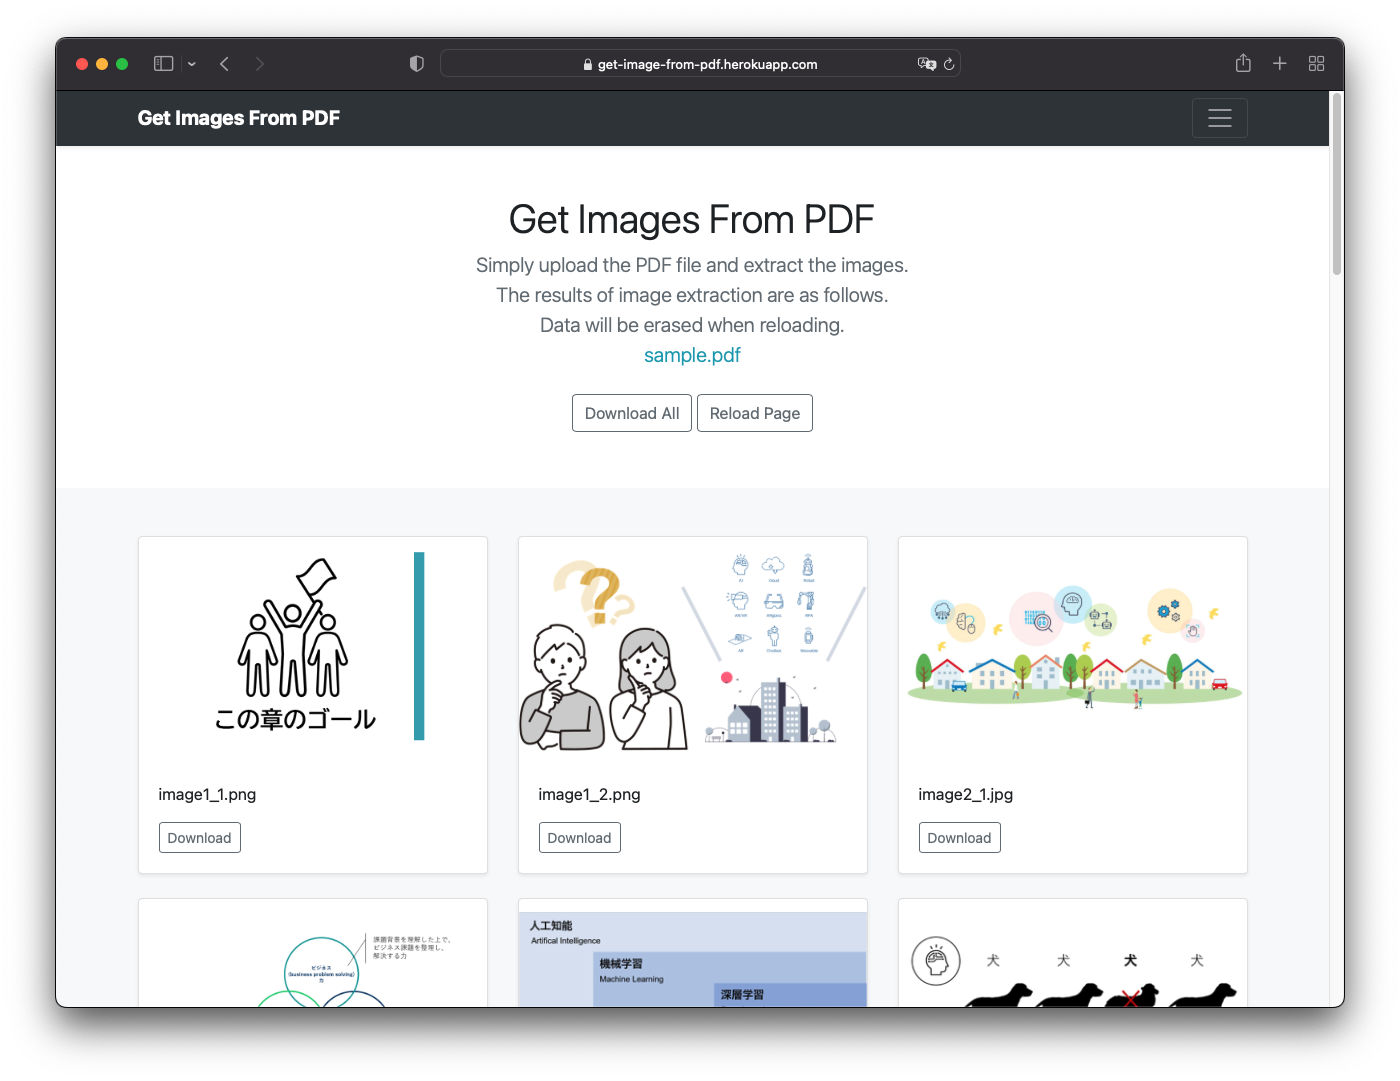 get-image-from-pdf.herokuapp.com
Get Images From PDF
Get Images From PDF
Simply upload the PDF file and extract the images.
The results of image extraction are as follows.
Data will be erased when reloading.
sample.pdf
Download All
Reload Page
この章のゴール
AI
Cloud
Robot
image1_1.png
image1_2.png
image2_1.jpg
Download
Download
Download
課題背景を理解した上で、
ビジネス課題を整理し、
解決する力
ビジネス
(business problem solving)
力
人工知能
Artifical Intelligence
機械学習
Machine Learning
深層学習
犬
犬
犬
犬